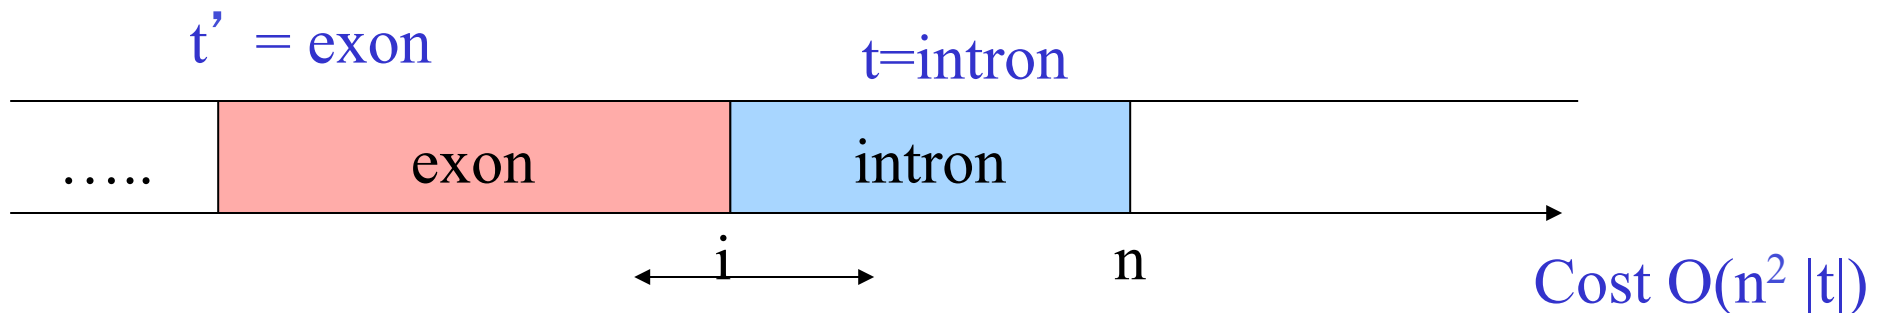 t’ = exon
t=intron
….. exon intron
i n
Cost O(n² |t|)